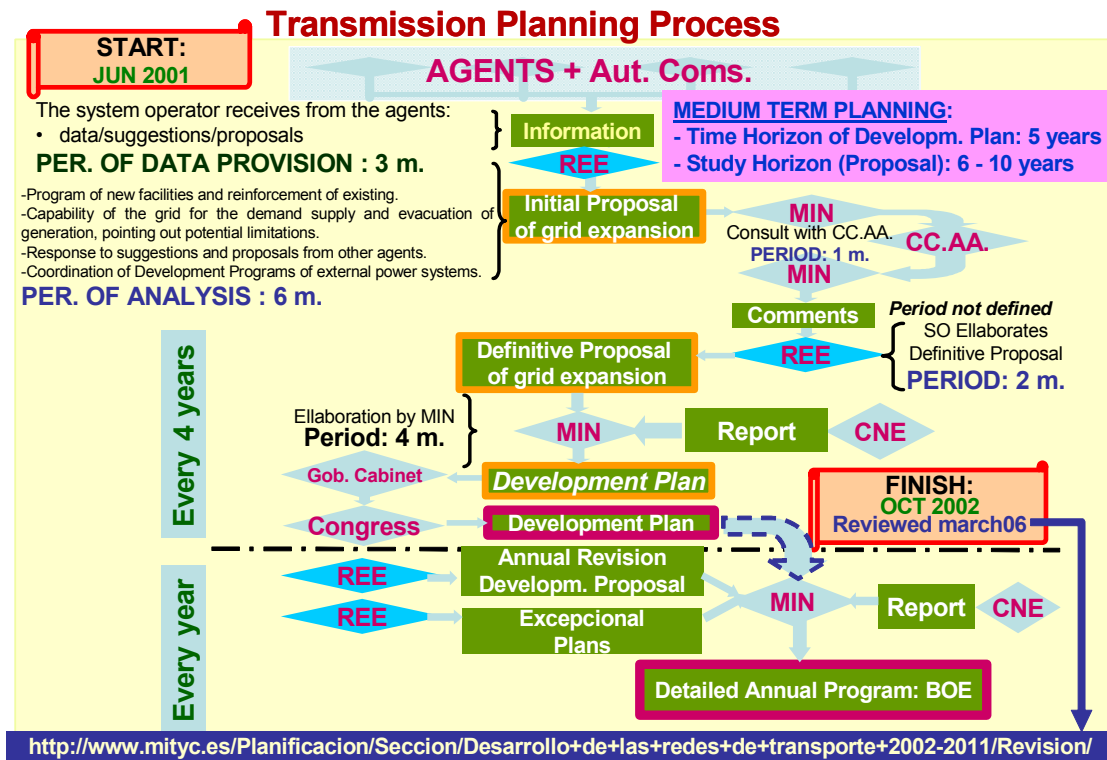 Transmission Planning Process
START:
JUN 2001
AGENTS + Aut. Coms.
The system operator receives from the agents:
• data/suggestions/proposals
PER. OF DATA PROVISION : 3 m.
Information
REE
MEDIUM TERM PLANNING:
- Time Horizon of Developm. Plan: 5 years
- Study Horizon (Proposal): 6 - 10 years
-Program of new facilities and reinforcement of existing.
-Capability of the grid for the demand supply and evacuation of
generation, pointing out potential limitations.
-Response to suggestions and proposals from other agents.
-Coordination of Development Programs of external power systems.
PER. OF ANALYSIS : 6 m.
Initial Proposal
of grid expansion
MIN
Consult with CC.AA.
PERIOD: 1 m.
CC.AA.
MIN
Comments
REE
Period not defined
SO Ellaborates
Definitive Proposal
PERIOD: 2 m.
Every 4 years
Definitive Proposal
of grid expansion
Ellaboration by MIN
Period: 4 m.
MIN
Report
CNE
Gob. Cabinet
Development Plan
Congress
Development Plan
FINISH:
OCT 2002
Reviewed march06
Every year
REE
Annual Revision
Developm. Proposal
REE
Excepcional
Plans
MIN
Report
CNE
Detailed Annual Program: BOE
http://www.mityc.es/Planificacion/Seccion/Desarrollo+de+las+redes+de+transporte+2002-2011/Revision/